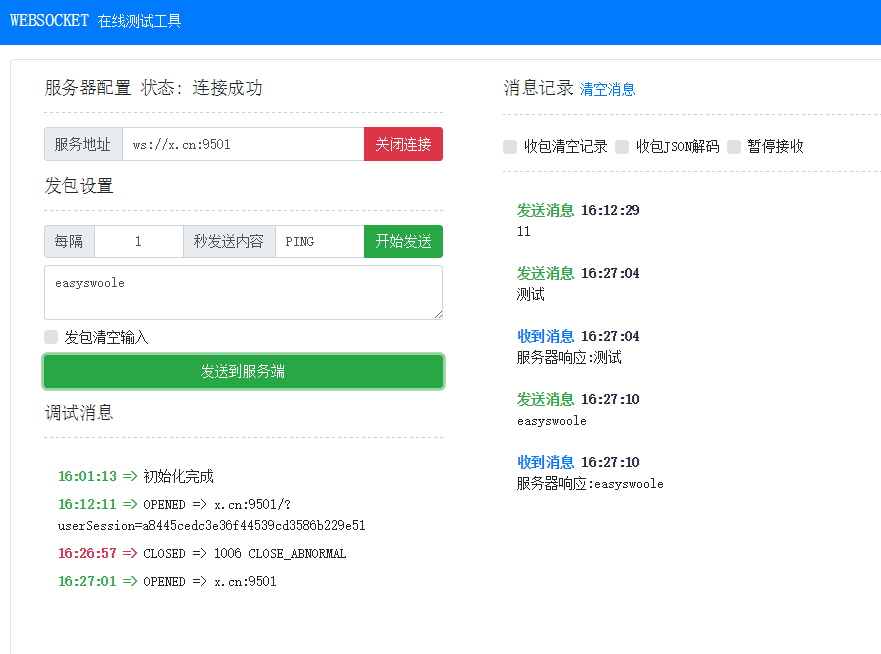 WEBSOCKET 在线测试工具
服务器配置 状态: 连接成功
服务地址 ws://x.cn:9501 关闭连接
发包设置
每隔 1 秒发送内容 PING 开始发送
easyswoole
发包清空输入
发送到服务端
调试消息
16:01:13 => 初始化完成
16:12:11 => OPENED => x.cn:9501/?
userSession=a8445cedc3e36f44539cd3586b229e51
16:26:57 => CLOSED => 1006 CLOSE_ABNORMAL
16:27:01 => OPENED => x.cn:9501
消息记录 清空消息
收包清空记录 收包JSON解码 暂停接收
发送消息 16:12:29
11
发送消息 16:27:04
测试
收到消息 16:27:04
服务器响应:测试
发送消息 16:27:10
easyswoole
收到消息 16:27:10
服务器响应:easyswoole